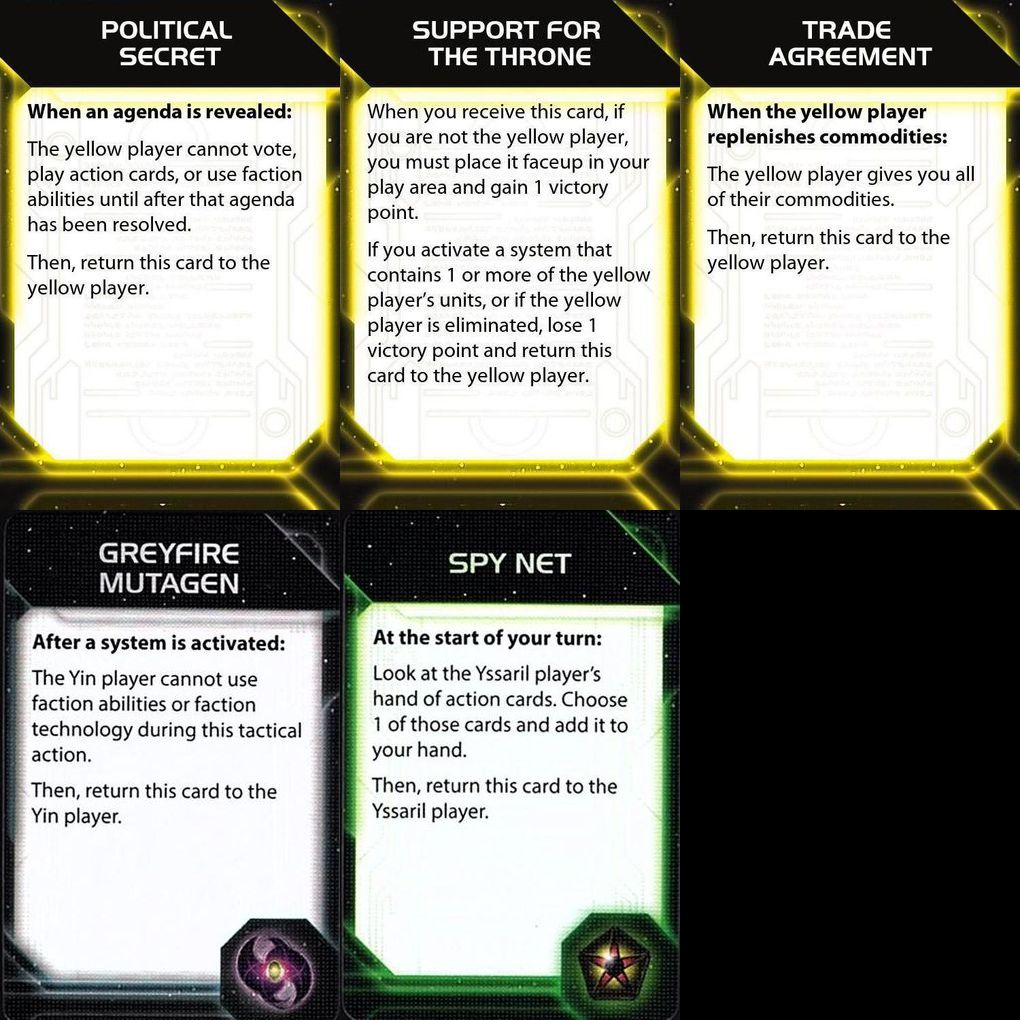 POLITICAL
SECRET
When an agenda is revealed:
The yellow player cannot vote,
play action cards, or use faction
abilities until after that agenda
has been resolved.
Then, return this card to the
yellow player.
SUPPORT FOR
THE THRONE
When you receive this card, if
you are not the yellow player,
you must place it faceup in your
play area and gain 1 victory
point.
If you activate a system that
contains 1 or more of the yellow
player’s units, or if the yellow
player is eliminated, lose 1
victory point and return this
card to the yellow player.
TRADE
AGREEMENT
When the yellow player
replenishes commodities:
The yellow player gives you all
of their commodities.
Then, return this card to the
yellow player.
GREYFIRE
MUTAGEN
After a system is activated:
The Yin player cannot use
faction abilities or faction
technology during this tactical
action.
Then, return this card to the
Yin player.
SPY NET
At the start of your turn:
Look at the Yssaril player’s
hand of action cards. Choose
1 of those cards and add it to
your hand.
Then, return this card to the
Yssaril player.